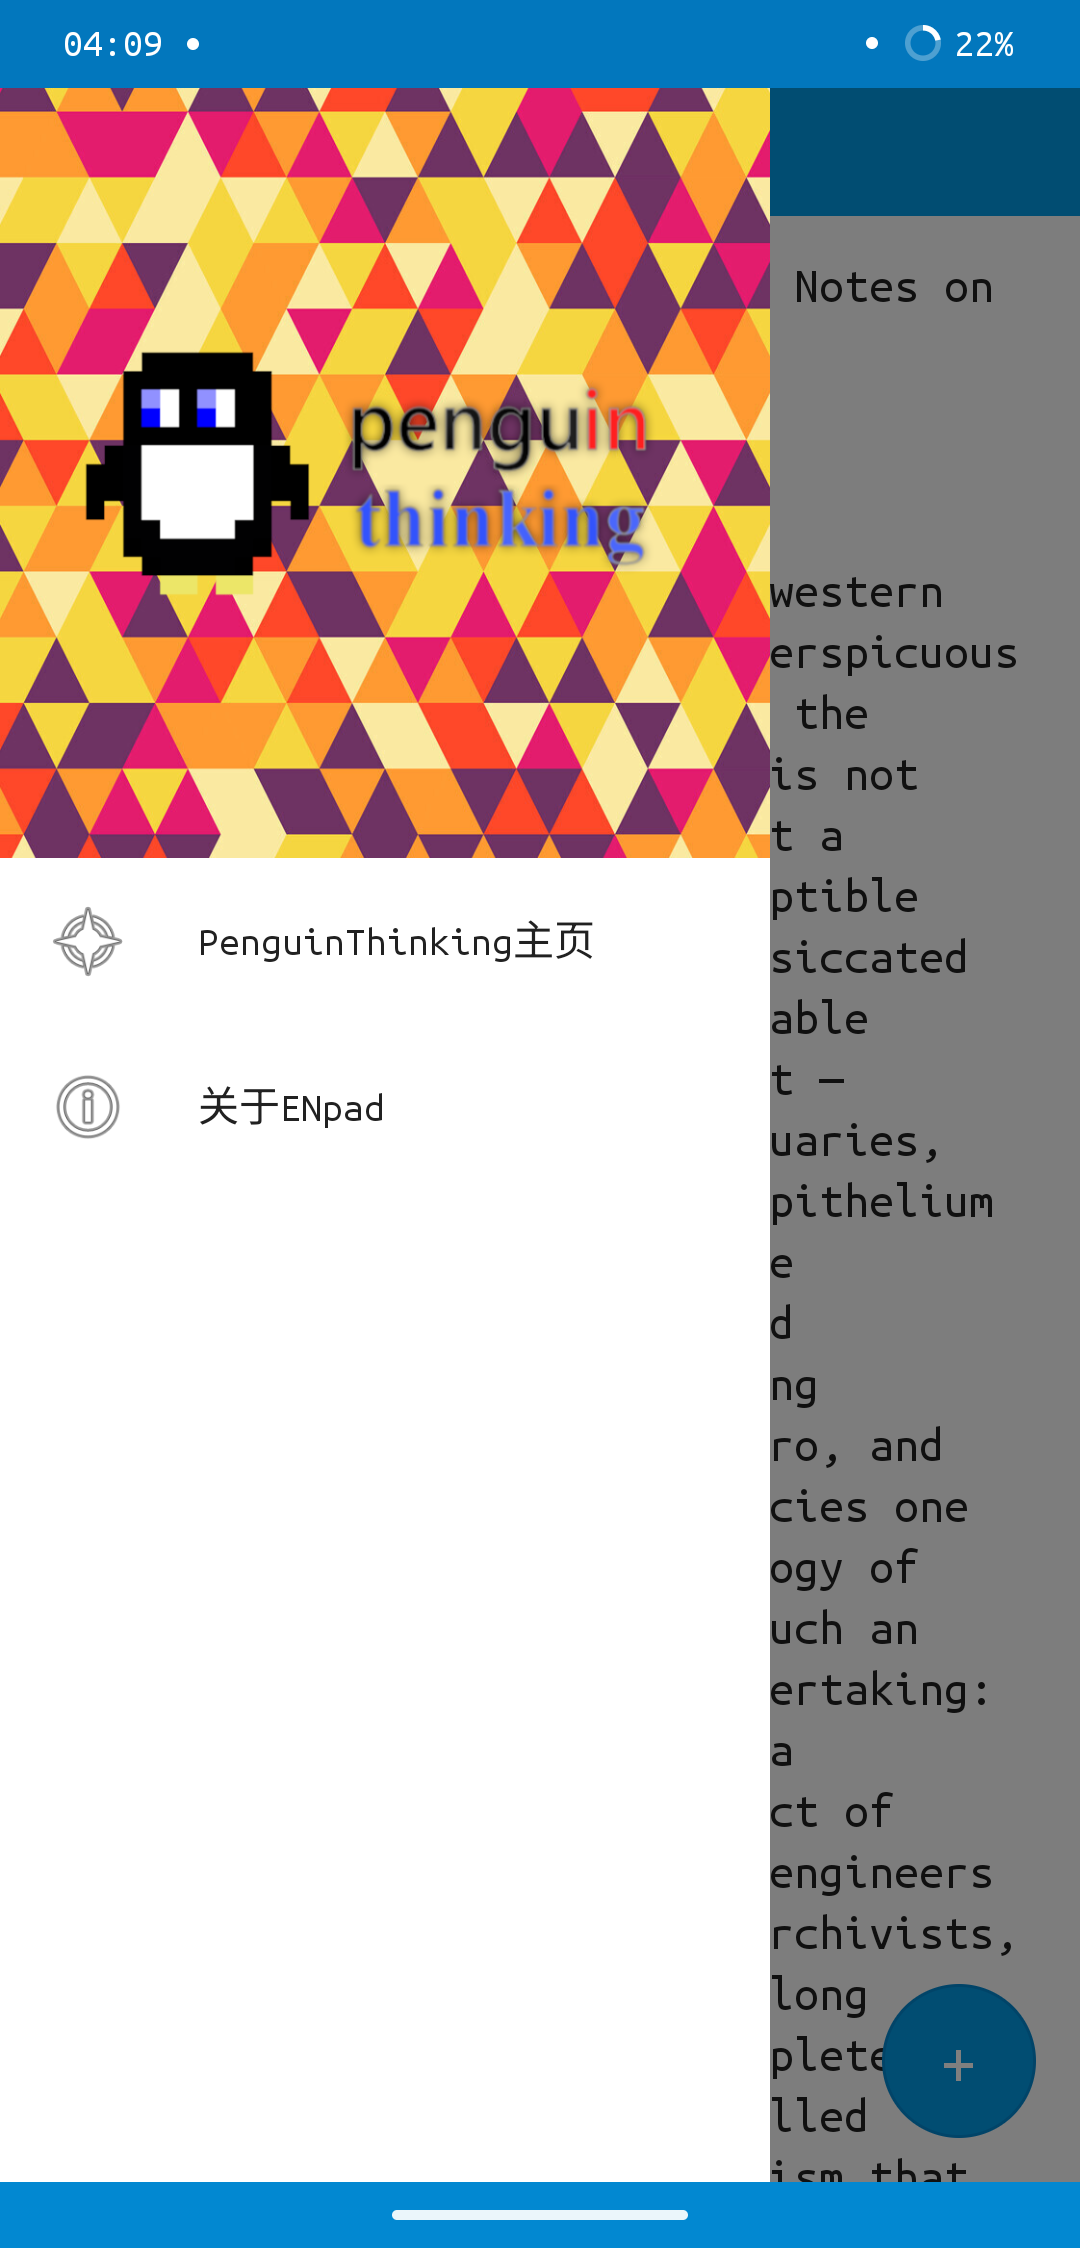 04:09
22%
penguin
thinking
PenguinThinking主页
关于ENpad
Notes on
western
erspicuous
the
is not
t a
ptible
siccated
able
t —
uaries,
pithelium
e
d
ng
ro, and
cies one
ogy of
uch an
ertaking:
a
ct of
engineers
rchivists,
long
plete
+
lled
ism that